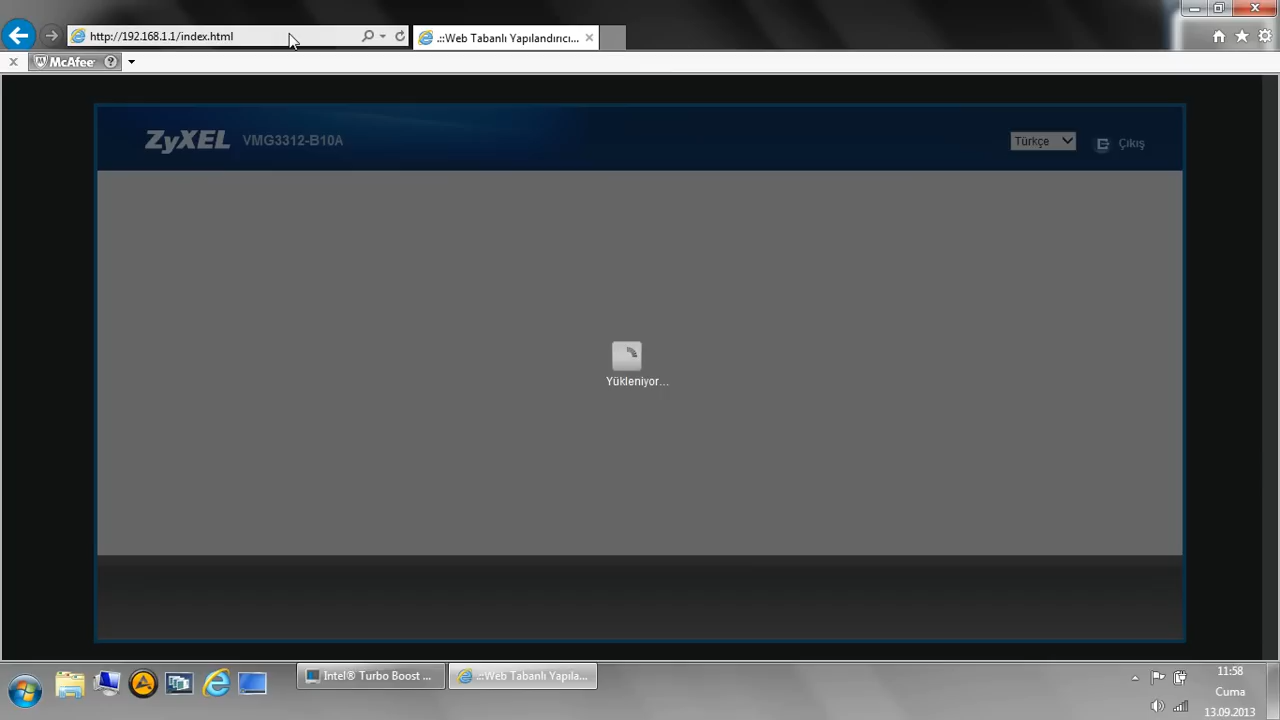 http://192.168.1.1/index.html
.::Web Tabanlı Yapılandırıcı...
McAfee
ZyXEL VMG3312-B10A
Türkçe
Çıkış
Yükleniyor...
Intel® Turbo Boost ...
.::Web Tabanlı Yapıla...
11:58
Cuma
13.09.2013